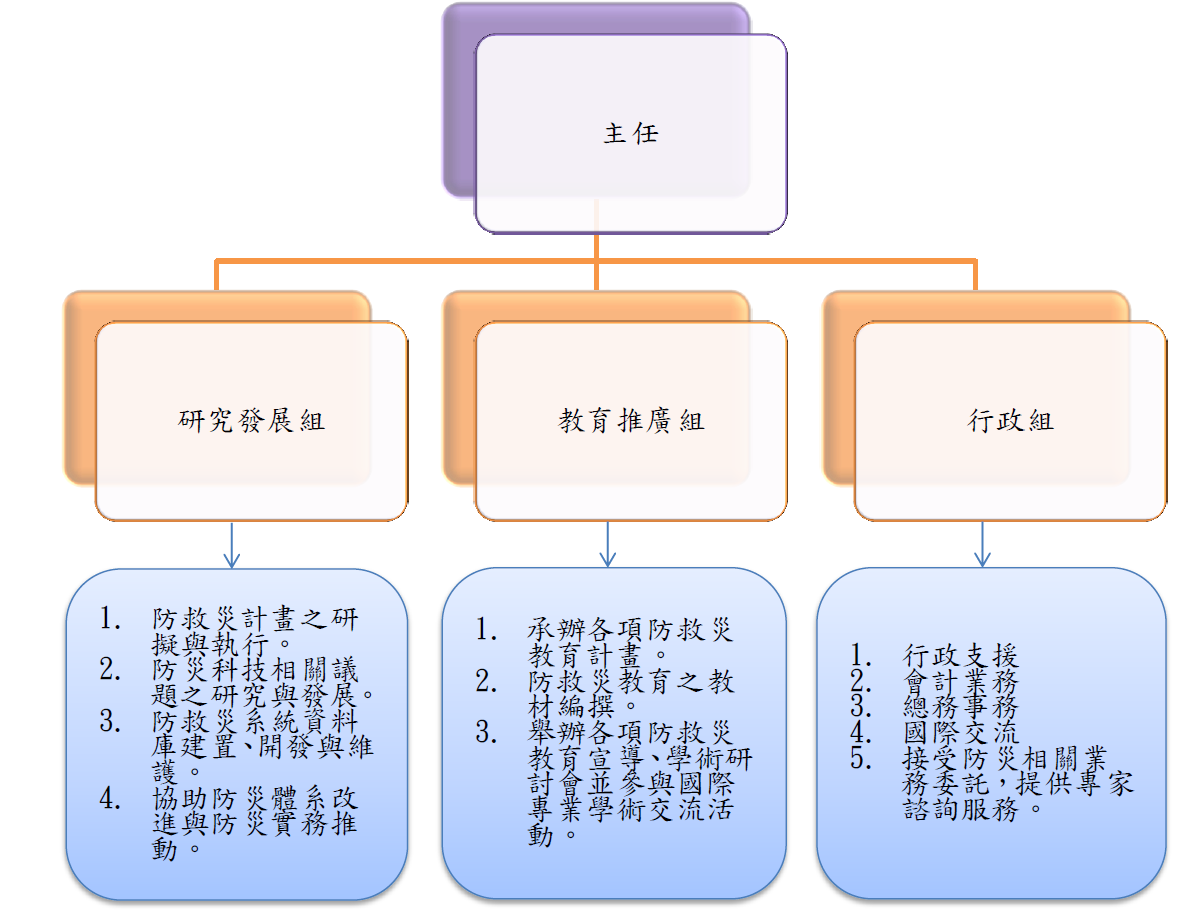 主任
研究發展組
教育推廣組
行政組
1. 防救災計畫之研
擬與執行。
2. 防災科技相關議
題之研究與發展。
3. 防救災系統資料
庫建置、開發與維
護。
4. 協助防災體系改
進與防災實務推
動。
1. 承辦各項防救災
教育計畫。
2. 防救災教育之教
材編撰。
3. 舉辦各項防救災
教育宣導、學術研
討會並參與國際
專業學術交流活
動。
1. 行政支援
2. 會計業務
3. 總務事務
4. 國際交流
5. 接受防災相關業
務委託，提供專家
諮詢服務。